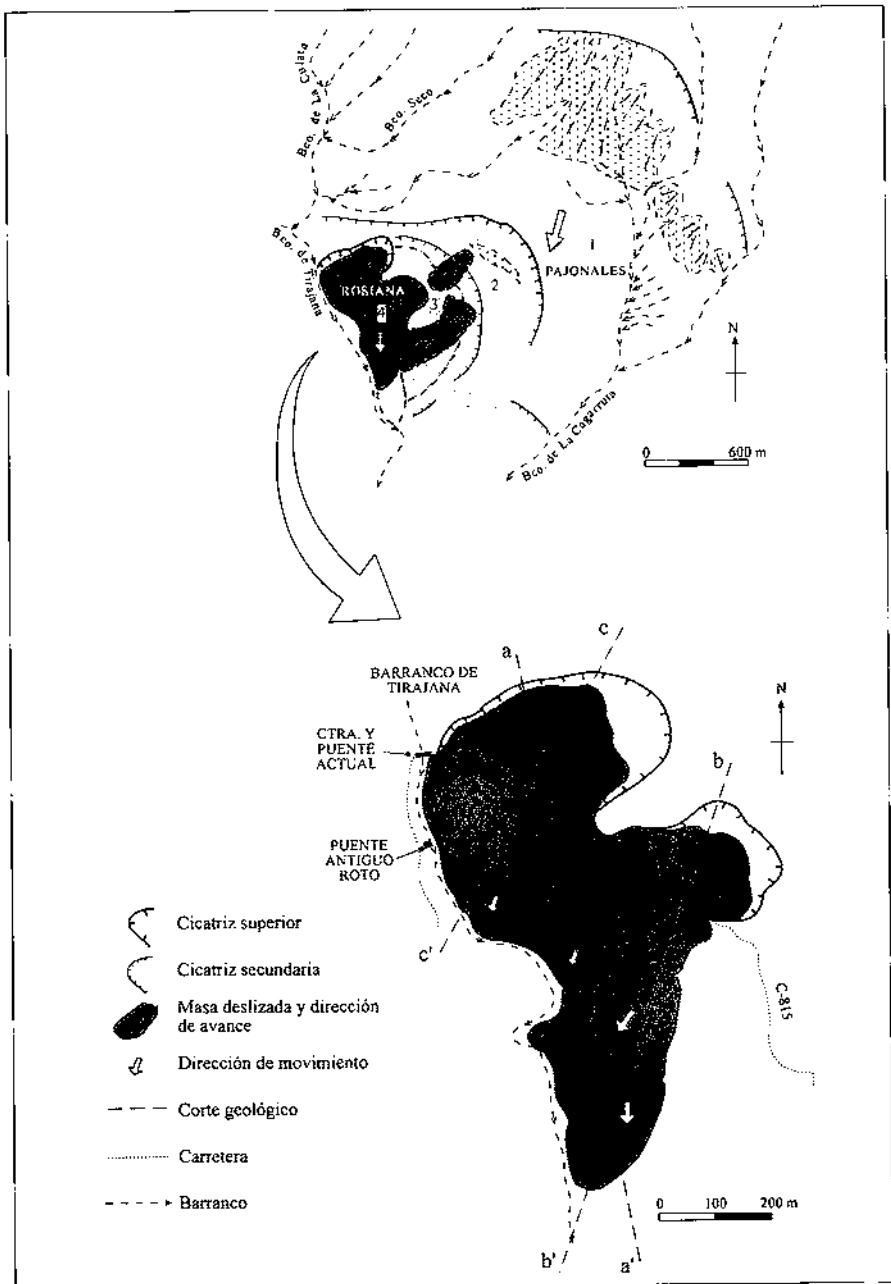 Bco. de La Culata
Bco. Seco
Bco. de Tirajana
1
1
PAJONALES
2
ROSIANA
3
4
N
0 600 m
Bco. de La Cagarruta
c
a
BARRANCO DE
TIRAJANA
N
CTRA. Y
PUENTE
ACTUAL
b
PUENTE
ANTIGUO
ROTO
Cicatriz superior
c'
Cicatriz secundaria
C-815
Masa deslizada y dirección
de avance
Dirección de movimiento
Corte geológico
Carretera
Barranco
0 100 200 m
b'
a'